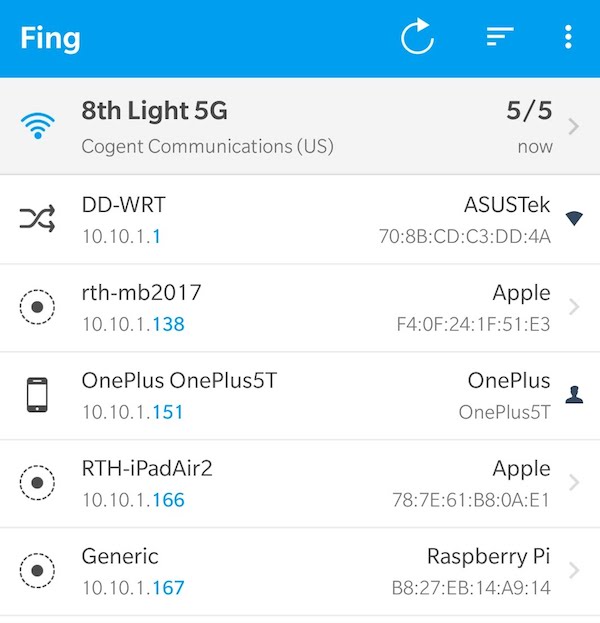 Fing
8th Light 5G 5/5
Cogent Communications (US) now
DD-WRT ASUSTek
10.10.1.1 70:8B:CD:C3:DD:4A
rth-mb2017 Apple
10.10.1.138 F4:0F:24:1F:51:E3
OnePlus OnePlus5T OnePlus
10.10.1.151 OnePlus5T
RTH-iPadAir2 Apple
10.10.1.166 78:7E:61:B8:0A:E1
Generic Raspberry Pi
10.10.1.167 B8:27:EB:14:A9:14